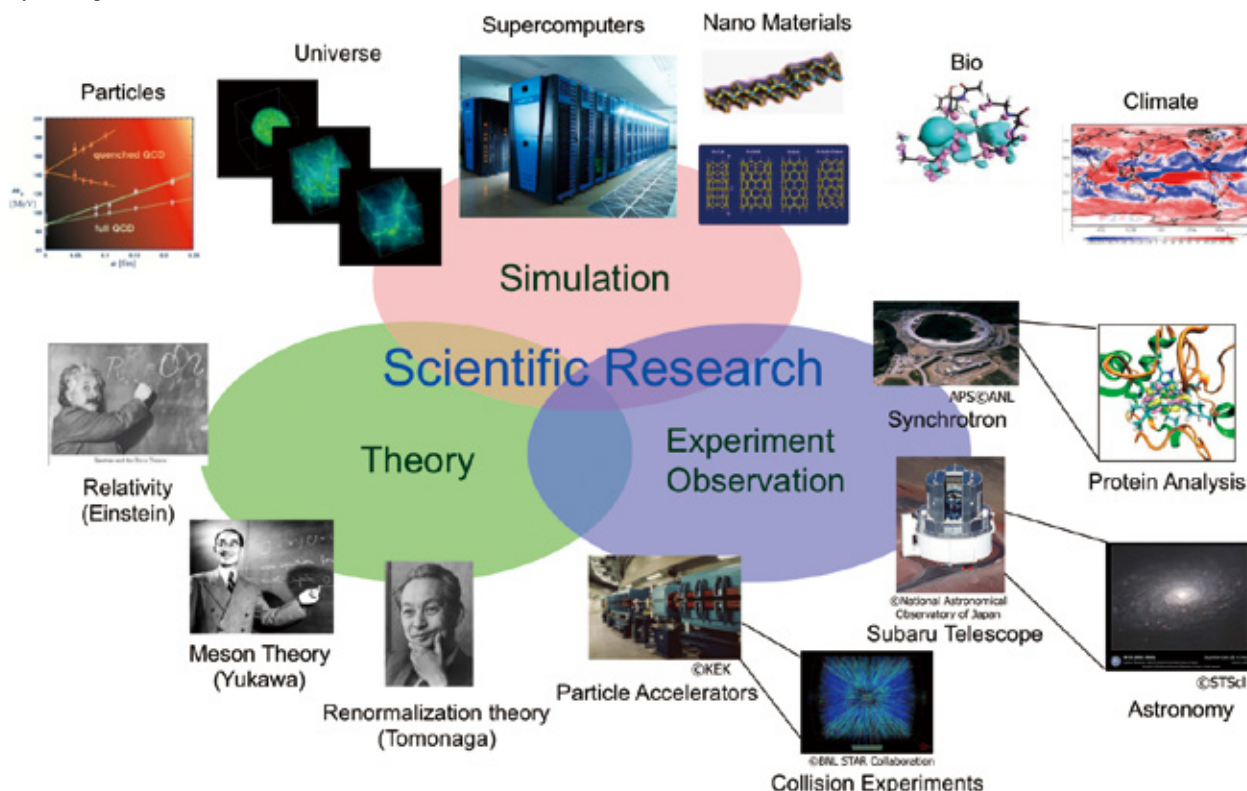 Supercomputers
Nano Materials
Universe
Bio
Particles
Climate
quenched QCD
[MeV]
full QCD
Simulation
Scientific Research
APS©ANL
Synchrotron
Theory
Experiment
Observation
Protein Analysis
Relativity
(Einstein)
©National Astronomical
Observatory of Japan
Subaru Telescope
Meson Theory
(Yukawa)
©KEK
Particle Accelerators
©STScI
Astronomy
Renormalization theory
(Tomonaga)
©BNL STAR Collaboration
Collision Experiments